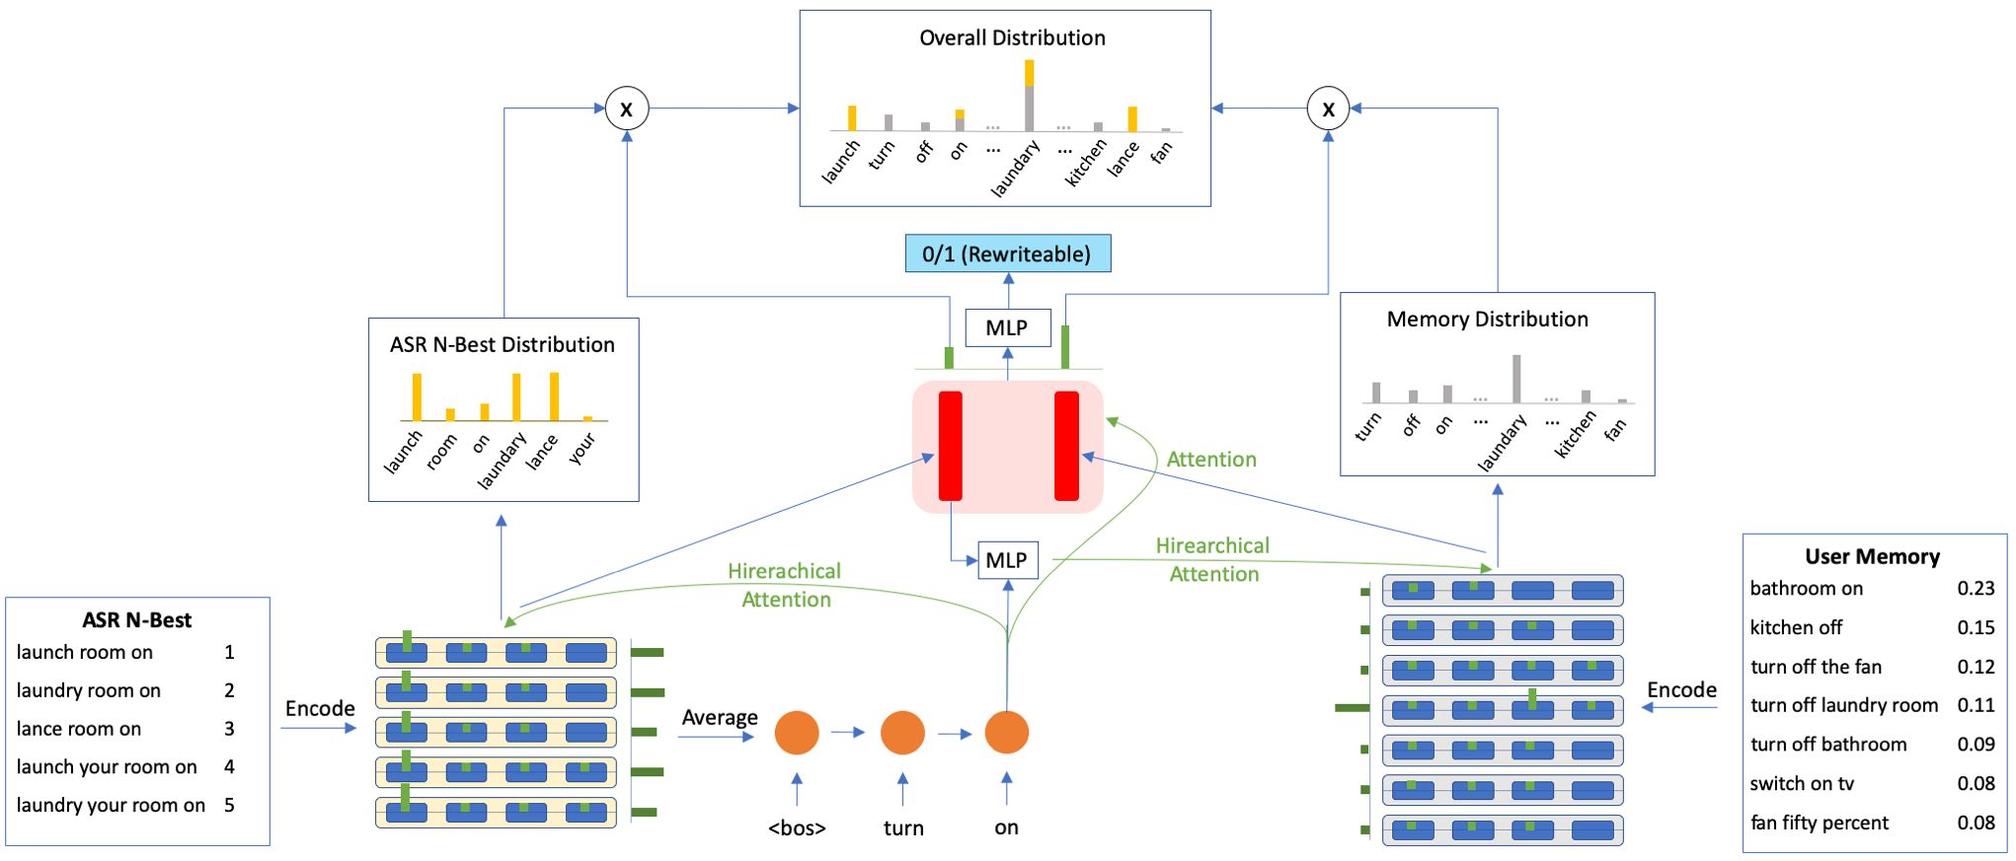 Overall Distribution
launch turn off on ... ... laundary ... ... kitchen lance fan
X
X
0/1 (Rewriteable)
MLP
ASR N-Best Distribution
launch room on laundary lance your
Memory Distribution
turn off on ... ... laundary ... ... kitchen fan
Attention
MLP
Hirerachical
Attention
Hirearchical
Attention
ASR N-Best
launch room on 1
laundry room on 2
lance room on 3
launch your room on 4
laundry your room on 5
Encode
Average
<bos> turn on
Encode
User Memory
bathroom on 0.23
kitchen off 0.15
turn off the fan 0.12
turn off laundry room 0.11
turn off bathroom 0.09
switch on tv 0.08
fan fifty percent 0.08